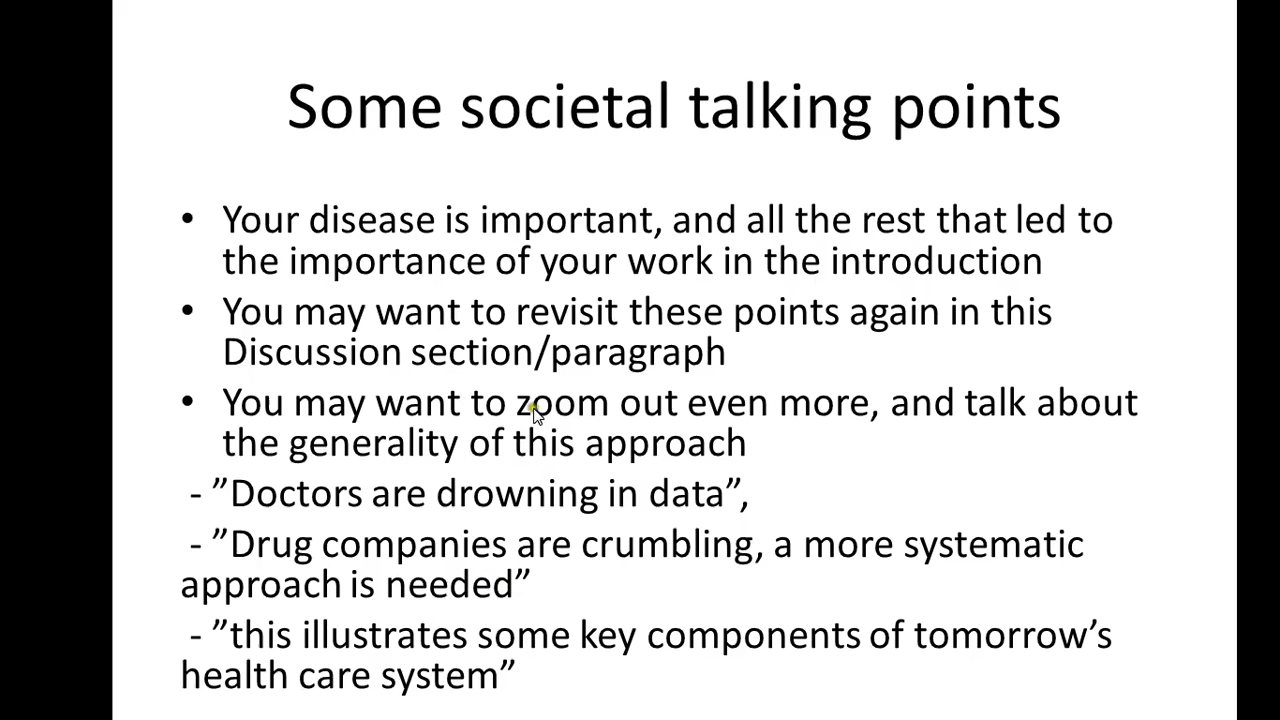 Some societal talking points
• Your disease is important, and all the rest that led to
the importance of your work in the introduction
• You may want to revisit these points again in this
Discussion section/paragraph
• You may want to zoom out even more, and talk about
the generality of this approach
- ”Doctors are drowning in data”,
- ”Drug companies are crumbling, a more systematic
approach is needed”
- ”this illustrates some key components of tomorrow’s
health care system”